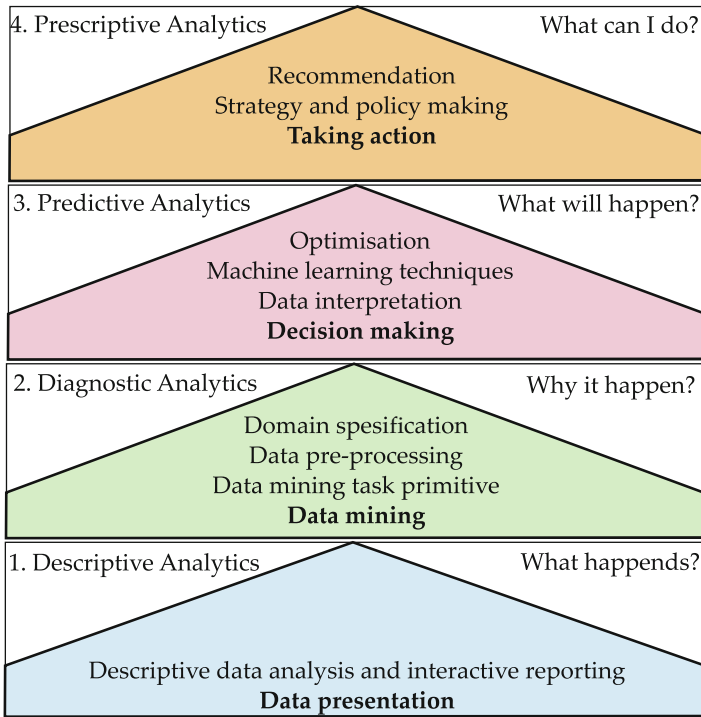 4. Prescriptive Analytics
What can I do?
Recommendation
Strategy and policy making
Taking action
3. Predictive Analytics
What will happen?
Optimisation
Machine learning techniques
Data interpretation
Decision making
2. Diagnostic Analytics
Why it happen?
Domain spesification
Data pre-processing
Data mining task primitive
Data mining
1. Descriptive Analytics
What happends?
Descriptive data analysis and interactive reporting
Data presentation